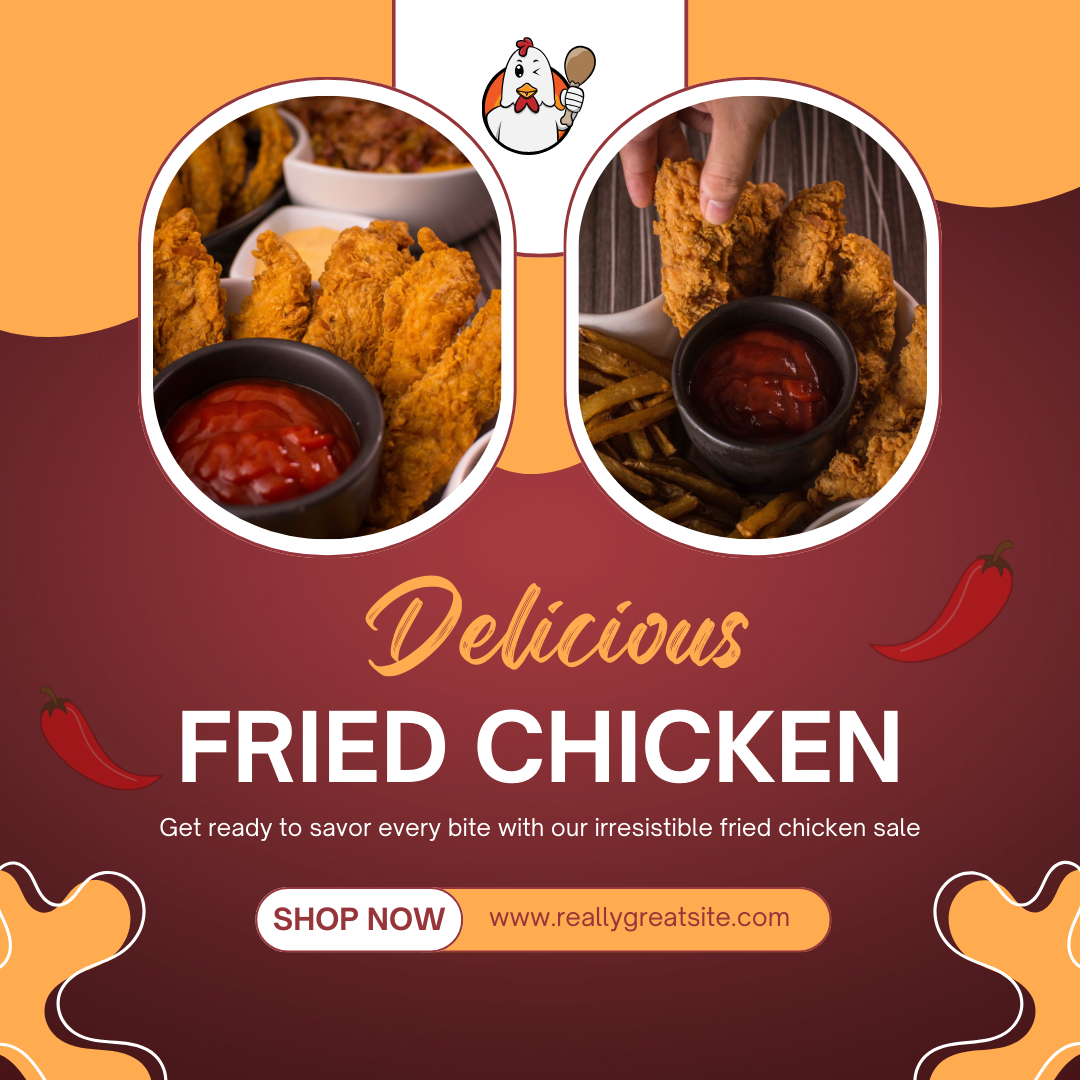 Delicious
FRIED CHICKEN
Get ready to savor every bite with our irresistible fried chicken sale
SHOP NOW www.reallygreatsite.com